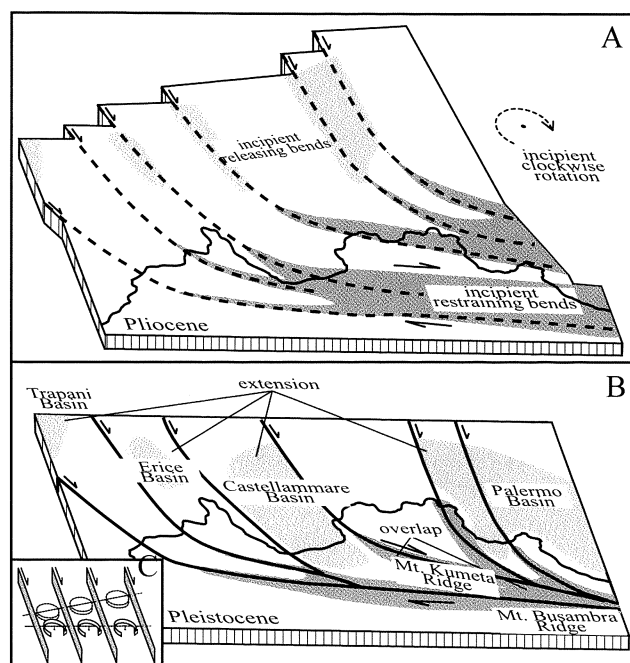 A
incipient
releasing bends
incipient
clockwise
rotation
incipient
restraining bends
Pliocene
B
extension
Trapani
Basin
Erice
Basin
Castellammare
Basin
Palermo
Basin
overlap
Mt. Kumeta
Ridge
C
Pleistocene
Mt. Busambra
Ridge